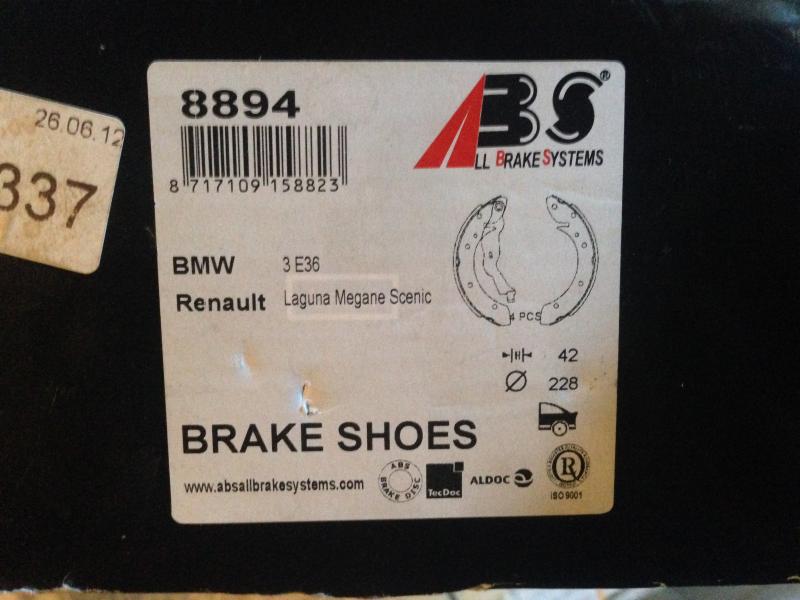 26.06.12
337
8894
8 717109 158823
ABS®
ALL BRAKE SYSTEMS
BMW 3 E36
Renault Laguna Megane Scenic
4 PCS
H 42
Ø 228
BRAKE SHOES
www.absallbrakesystems.com
ABS BRAKE DISC
TecDoc
ALDOC
R
ISO 9001